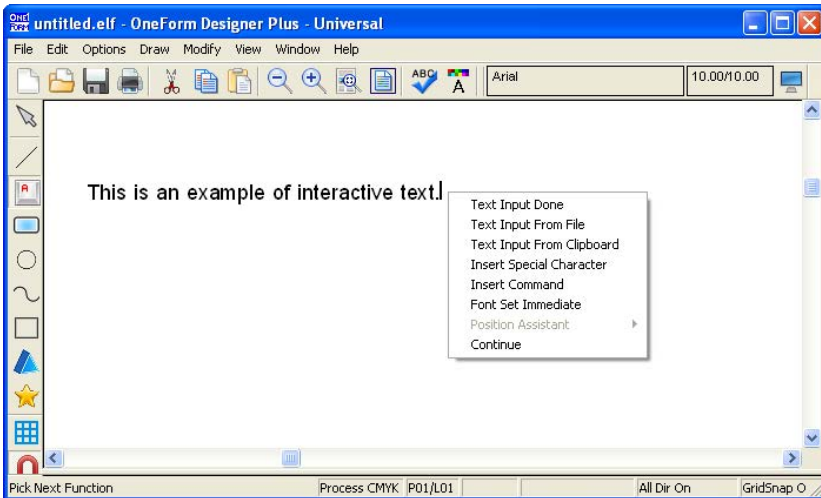 ONE!
FORM
untitled.elf - OneForm Designer Plus - Universal
File Edit Options Draw Modify View Window Help
ABC
A
Arial
10.00/10.00
A
This is an example of interactive text.
Text Input Done
Text Input From File
Text Input From Clipboard
Insert Special Character
Insert Command
Font Set Immediate
Position Assistant
Continue
Pick Next Function
Process CMYK
P01/L01
All Dir On
GridSnap O